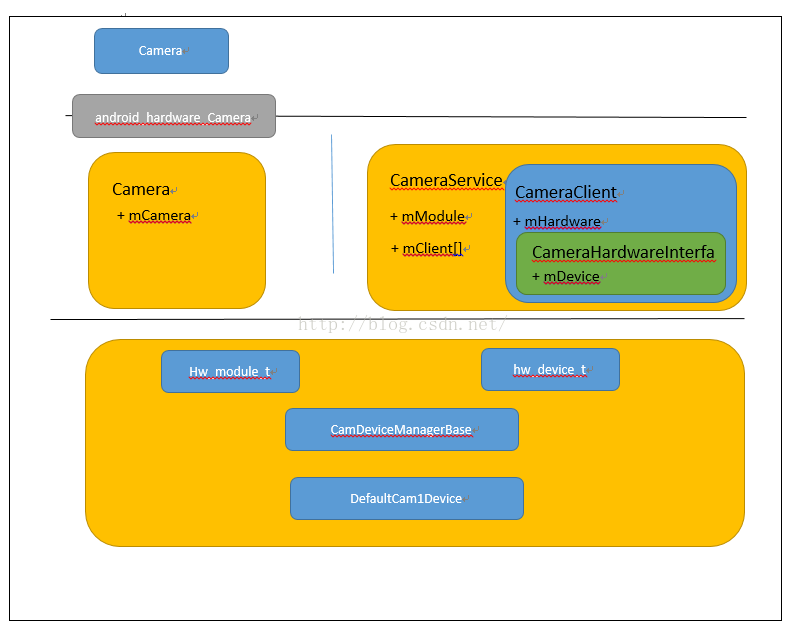 Camera
android_hardware_Camera
Camera
+ mCamera
CameraService
+ mModule
+ mClient[]
CameraClient
+ mHardware
CameraHardwareInterfa
+ mDevice
http://blog.csdn.net/
Hw_module_t
hw_device_t
CamDeviceManagerBase
DefaultCam1Device